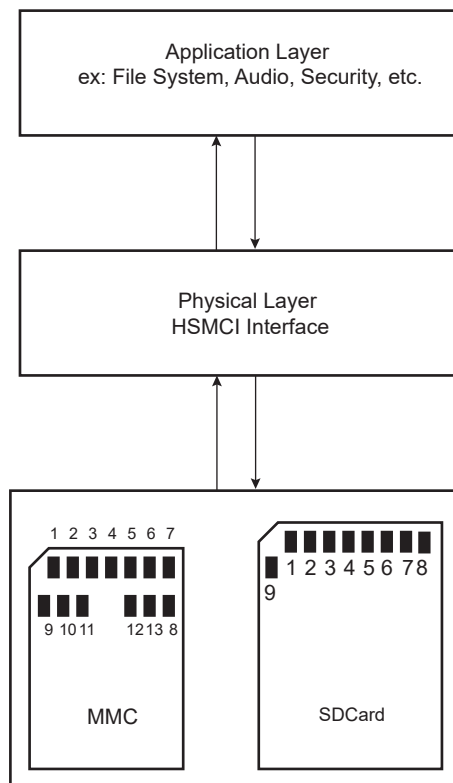 Application Layer
ex: File System, Audio, Security, etc.
Physical Layer
HSMCI Interface
1 2 3 4 5 6 7
9 10 11 12 13 8
MMC
1 2 3 4 5 6 7 8
9
SDCard